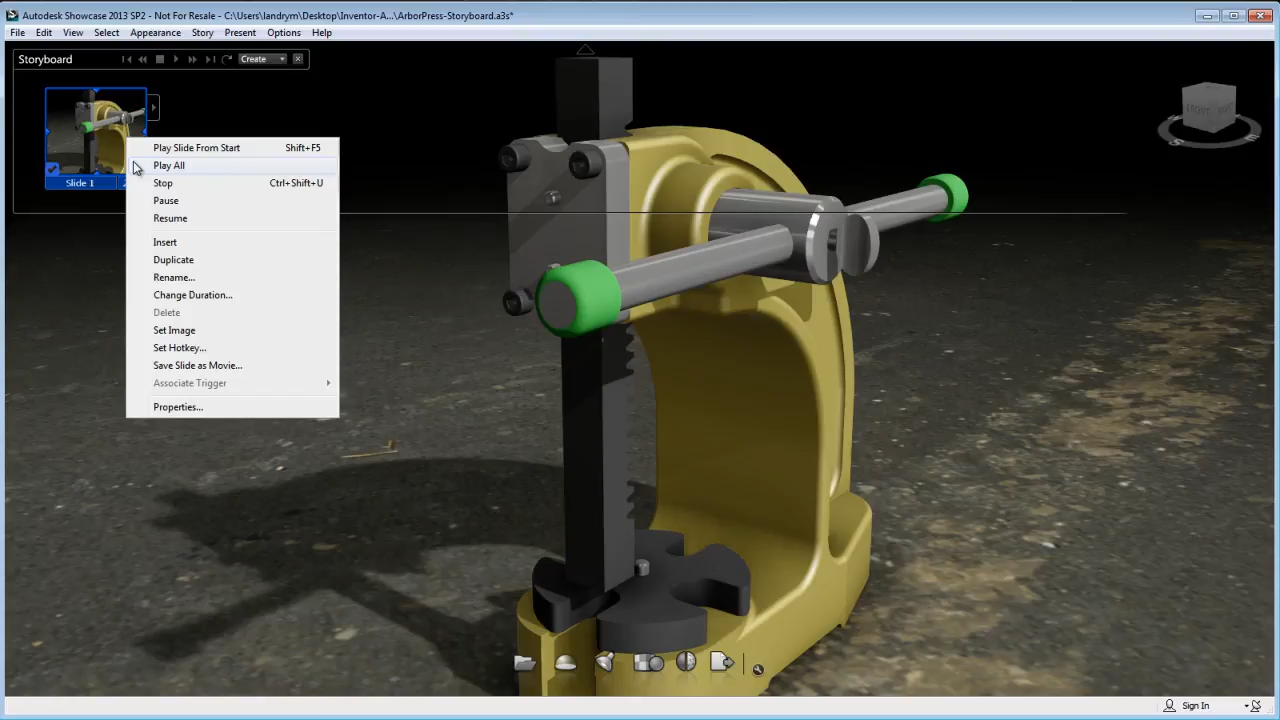 Autodesk Showcase 2013 SP2 - Not For Resale - C:\Users\landrym\Desktop\Inventor-A...\ArborPress-Storyboard.a3s*
File Edit View Select Appearance Story Present Options Help
Storyboard Create
Slide 1
Play Slide From Start Shift+F5
Play All
Stop Ctrl+Shift+U
Pause
Resume
Insert
Duplicate
Rename...
Change Duration...
Delete
Set Image
Set Hotkey...
Save Slide as Movie...
Associate Trigger
Properties...
FRONT
S
E
Sign In